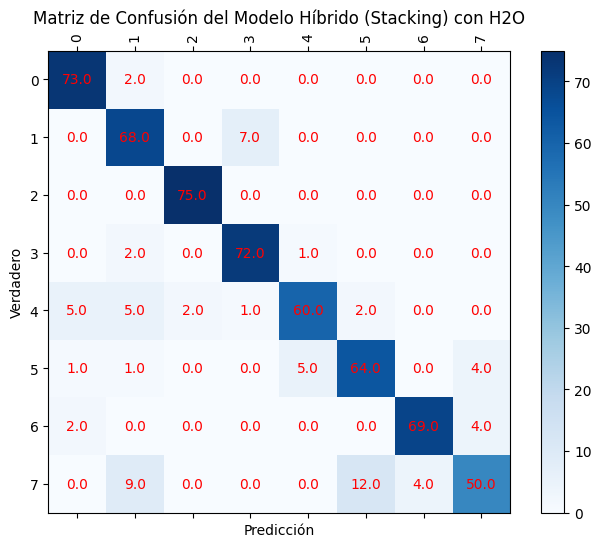 Matriz de Confusión del Modelo Híbrido (Stacking) con H2O
0 1 2 3 4 5 6 7
0 73.0 2.0 0.0 0.0 0.0 0.0 0.0 0.0
1 0.0 68.0 0.0 7.0 0.0 0.0 0.0 0.0
2 0.0 0.0 75.0 0.0 0.0 0.0 0.0 0.0
3 0.0 2.0 0.0 72.0 1.0 0.0 0.0 0.0
4 5.0 5.0 2.0 1.0 60.0 2.0 0.0 0.0
5 1.0 1.0 0.0 0.0 5.0 64.0 0.0 4.0
6 2.0 0.0 0.0 0.0 0.0 0.0 69.0 4.0
7 0.0 9.0 0.0 0.0 0.0 12.0 4.0 50.0
Verdadero
Predicción
70
60
50
40
30
20
10
0